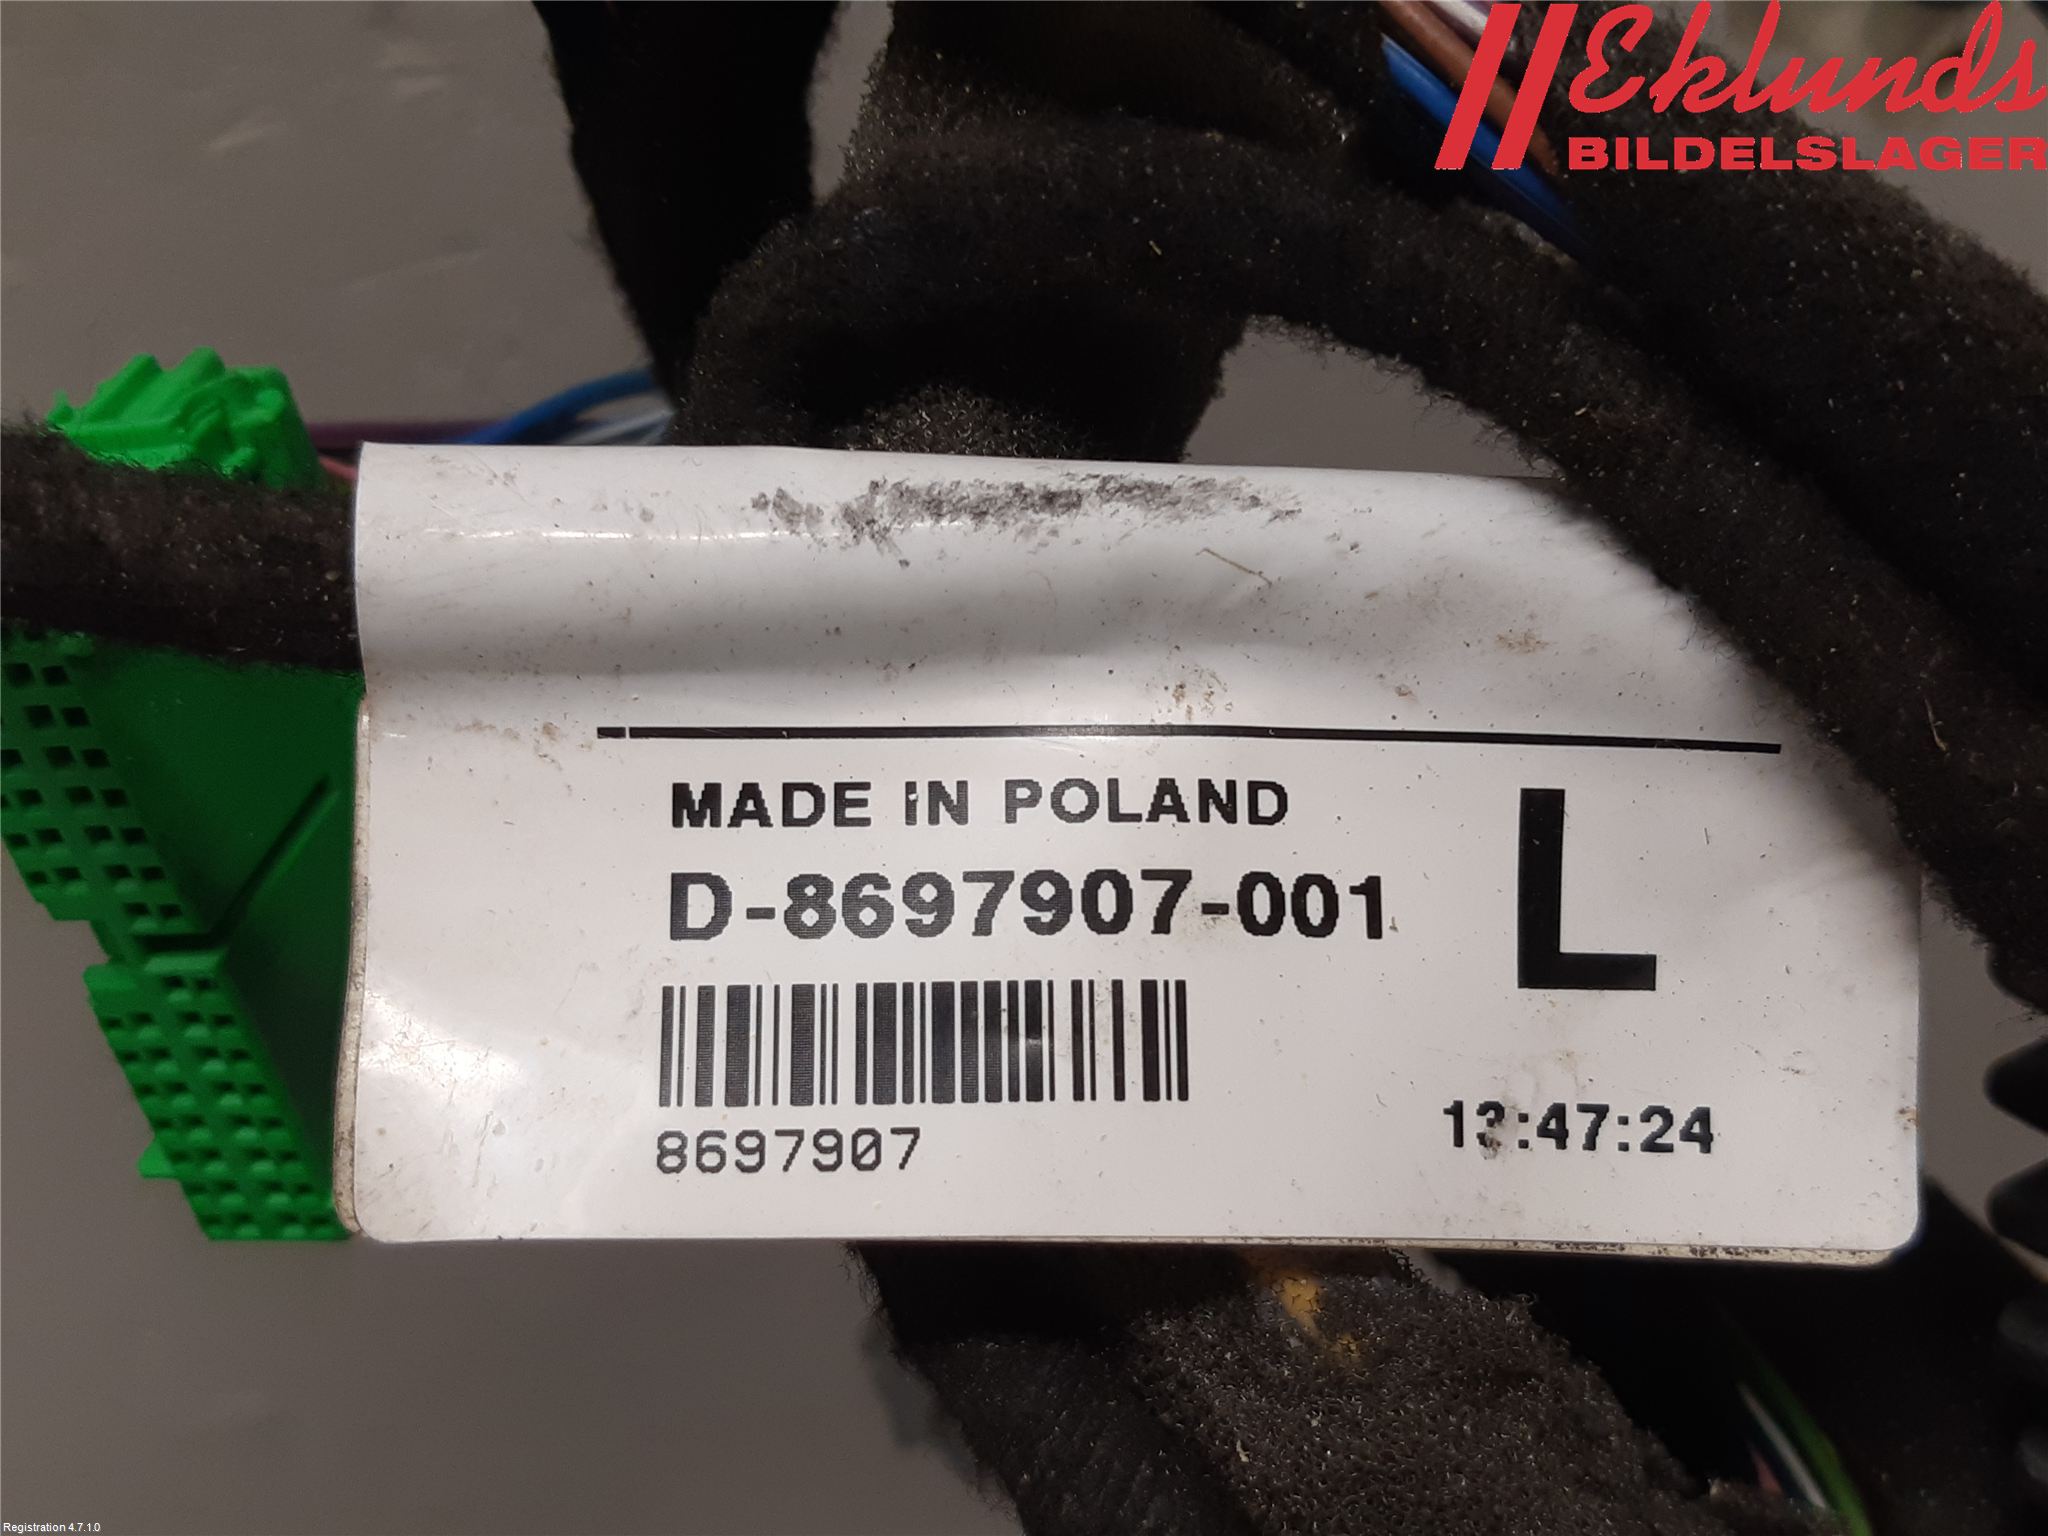 Eklunds
BILDELSLAGER
MADE IN POLAND
D-8697907-001
L
8697907
13:47:24
Registration 4.7.1.0